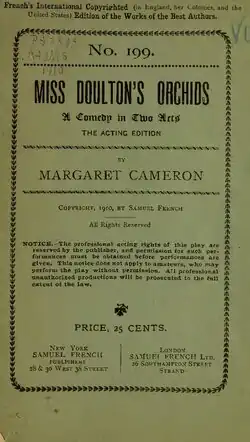 French's International Copyrighted (in England, her Colonies, and the
United States) Edition of the Works of the Best Authors.
No. 199.
MISS DOULTON'S ORCHIDS
A Comedy in Two Acts
THE ACTING EDITION
BY
MARGARET CAMERON
COPYRIGHT, 1910, BY SAMUEL FRENCH
All Rights Reserved
NOTICE.—The professional acting rights of this play are
reserved by the publisher, and permission for such per-
formances must be obtained before performances are
given. This notice does not apply to amateurs, who may
perform the play without permission. All professional
unauthorized productions will be prosecuted to the full
extent of the law.
PRICE, 25 CENTS.
NEW YORK
SAMUEL FRENCH
PUBLISHER
28 & 30 WEST 38 STREET
LONDON
SAMUEL FRENCH LTD.
26 SOUTHAMPTON STREET
STRAND